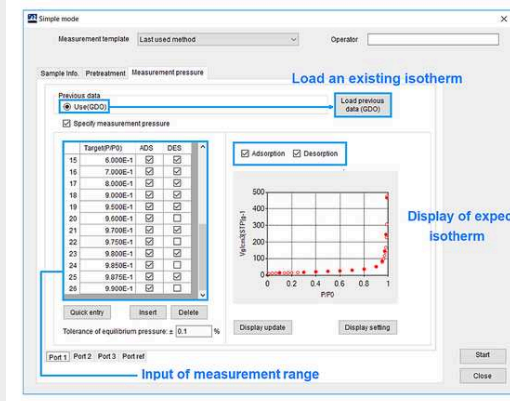 Simple mode
Measurement template Last used method Operator
Sample Info. Pretreatment Measurement pressure
Load an existing isotherm
Previous data
Use(GDO)
Load previous
data (GDO)
Specify measurement pressure
Target(P/P0) ADS DES
15 6.000E-1
16 7.000E-1
17 8.000E-1
18 9.000E-1
19 9.500E-1
20 9.600E-1
21 9.700E-1
22 9.750E-1
23 9.800E-1
24 9.850E-1
25 9.875E-1
26 9.900E-1
Adsorption Desorption
500
400
300
200
100
0
0 0.2 0.4 0.6 0.8 1
P/P0
Display of expec
isotherm
Quick entry Insert Delete
Tolerance of equilibrium pressure: ± 0.1 %
Display update Display setting
Port 1 Port 2 Port 3 Port ref
Input of measurement range
Start
Close